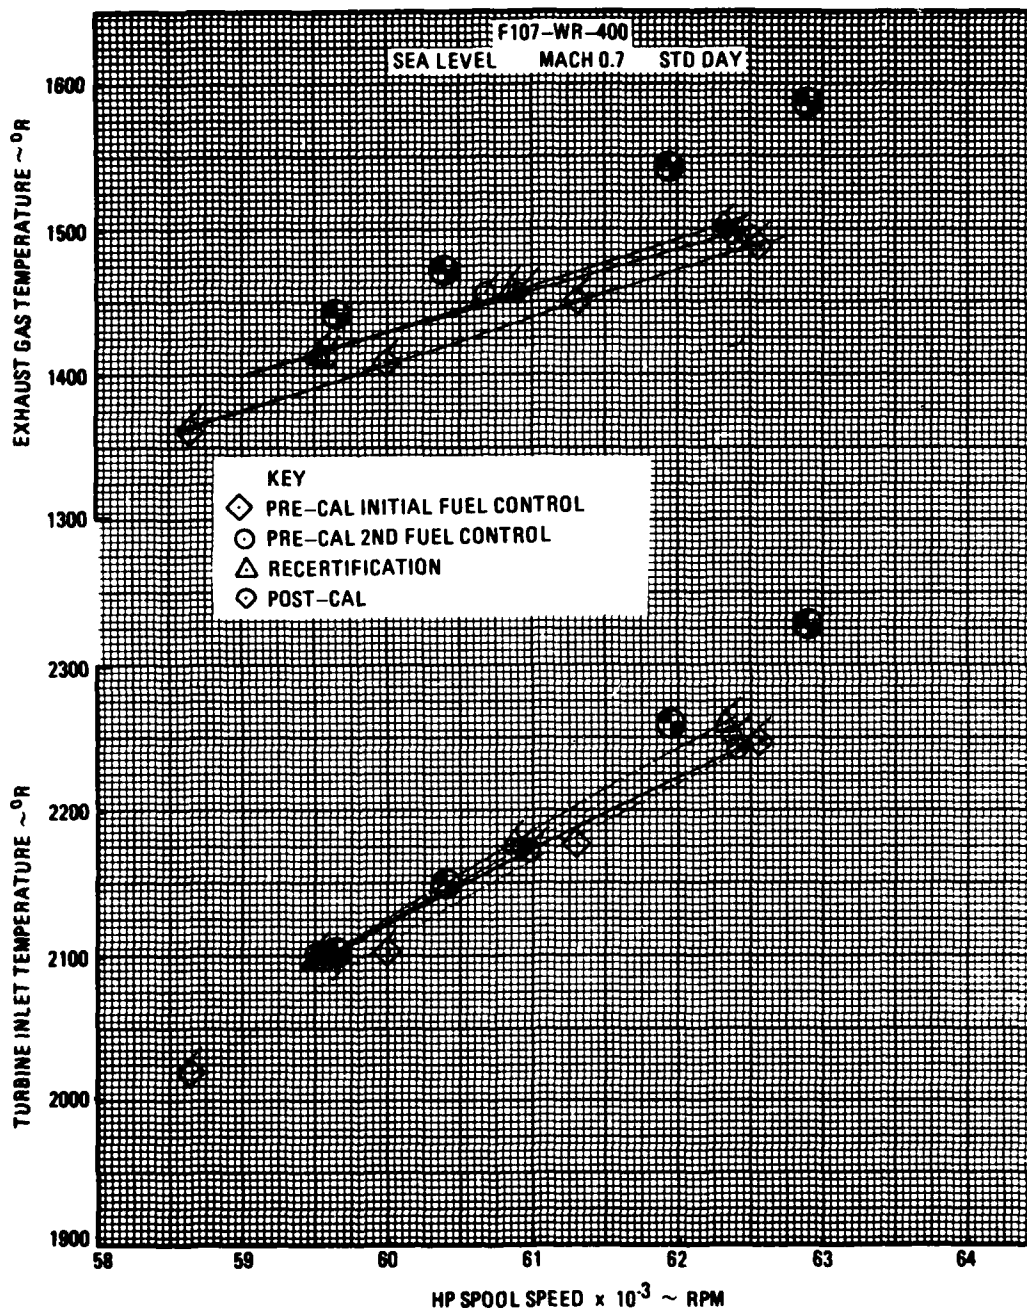 F107-WR-400
SEA LEVEL MACH 0.7 STD DAY
EXHAUST GAS TEMPERATURE ~ °R
1600
1500
1400
1300
KEY
PRE-CAL INITIAL FUEL CONTROL
PRE-CAL 2ND FUEL CONTROL
RECERTIFICATION
POST-CAL
TURBINE INLET TEMPERATURE ~ °R
2300
2200
2100
2000
1900
58 59 60 61 62 63 64
HP SPOOL SPEED x 10⁻³ ~ RPM